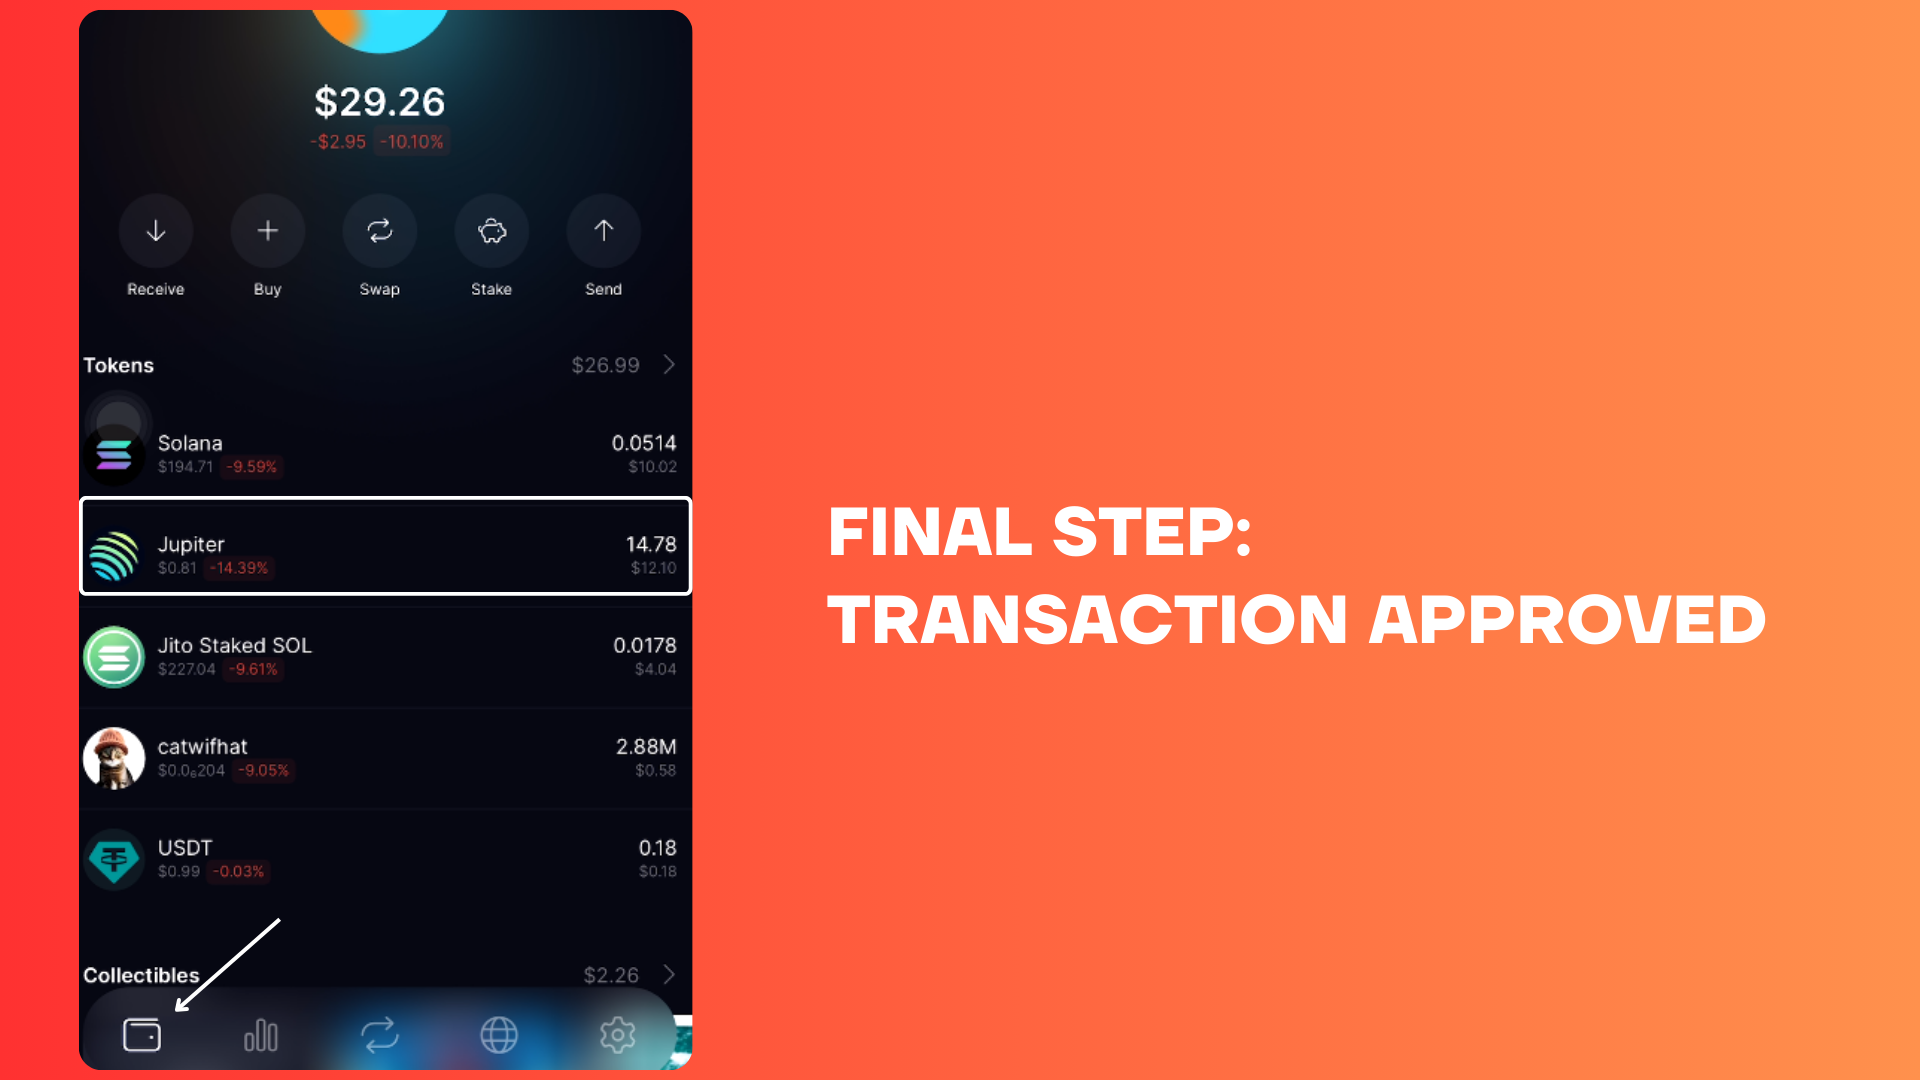 $29.26
-$2.95 -10.10%
Receive Buy Swap Stake Send
Tokens $26.99
Solana 0.0514
$194.71 -9.59% $10.02
Jupiter 14.78
$0.81 -14.39% $12.10
Jito Staked SOL 0.0178
$227.04 -9.61% $4.04
catwifhat 2.88M
$0.0₆204 -9.05% $0.58
USDT 0.18
$0.99 -0.03% $0.18
Collectibles $2.26
FINAL STEP:
TRANSACTION APPROVED